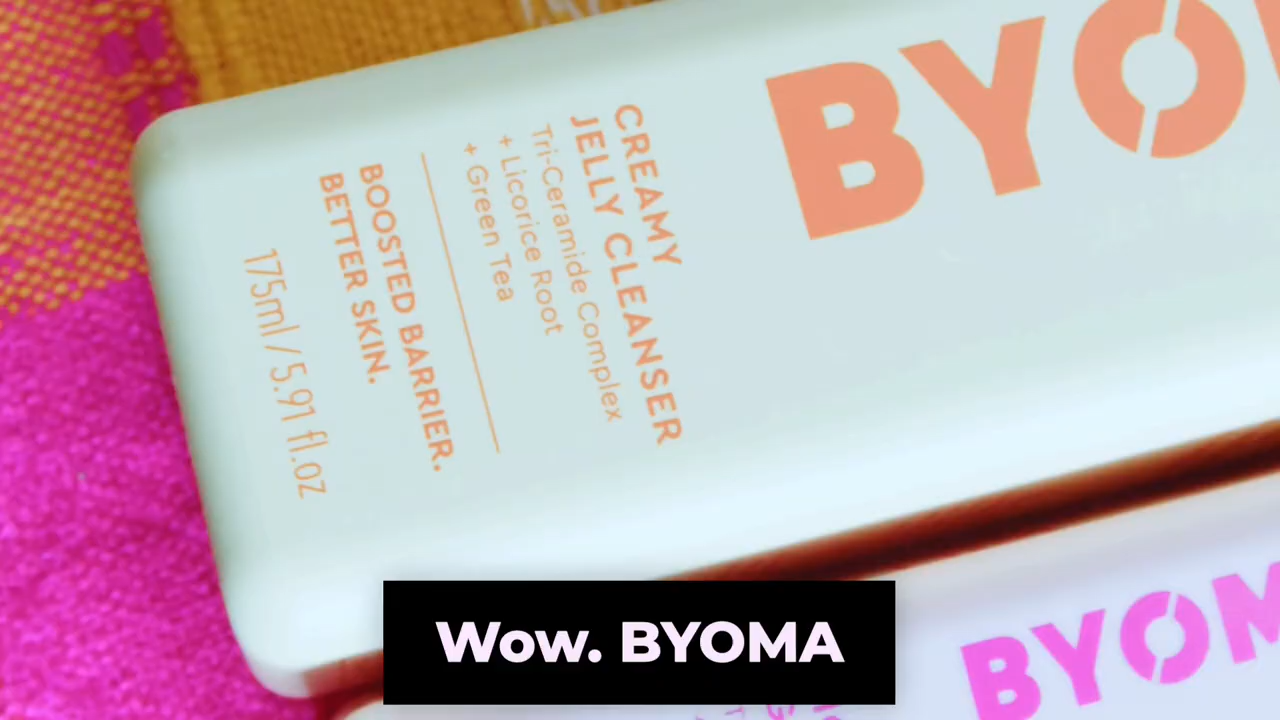 BYO
CREAMY
JELLY CLEANSER
Tri-Ceramide Complex
+ Licorice Root
+ Green Tea
BOOSTED BARRIER.
BETTER SKIN.
175ml / 5.91 fl.oz
BYOM
Wow. BYOMA